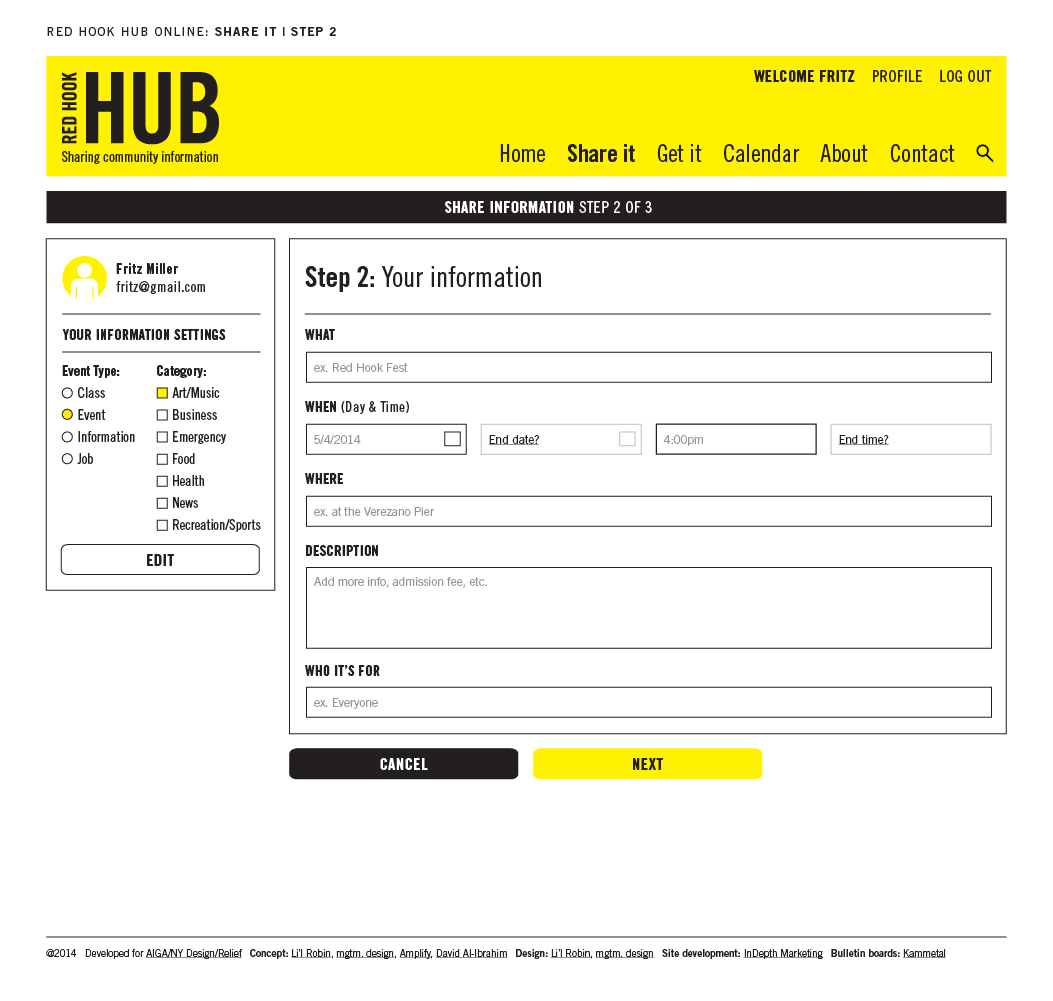 RED HOOK HUB ONLINE: SHARE IT | STEP 2
RED HOOK HUB
Sharing community information
WELCOME FRITZ PROFILE LOG OUT
Home Share it Get it Calendar About Contact
SHARE INFORMATION STEP 2 OF 3
Fritz Miller
fritz@gmail.com
YOUR INFORMATION SETTINGS
Event Type:
Class
Event
Information
Job
Category:
Art/Music
Business
Emergency
Food
Health
News
Recreation/Sports
EDIT
Step 2: Your information
WHAT
ex. Red Hook Fest
WHEN (Day & Time)
5/4/2014 End date? 4:00pm End time?
WHERE
ex. at the Verezano Pier
DESCRIPTION
Add more info, admission fee, etc.
WHO IT'S FOR
ex. Everyone
CANCEL NEXT
@2014 Developed for AIGA/NY Design/Relief Concept: Li'l Robin, mgtm. design, Amplify, David Al-Ibrahim Design: Li'l Robin, mgtm. design Site development: InDepth Marketing Bulletin boards: Kammetal